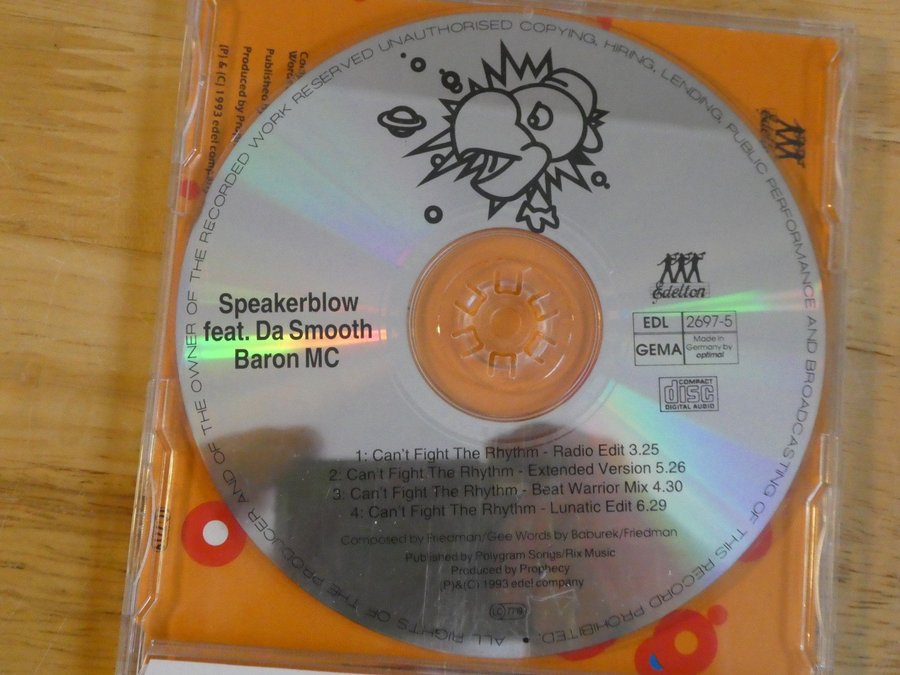 UNAUTHORISED COPYING, HIRING, LENDING, PUBLIC PERFORMANCE AND BROADCASTING OF THIS RECORD PROHIBITED. • ALL RIGHTS OF THE PRODUCER AND OF THE OWNER OF THE RECORDED WORK RESERVED
Published
Produced by
(P) & (C) 1993 edel company
Edelton
Edelton
Speakerblow
feat. Da Smooth
Baron MC
EDL 2697-5
GEMA Made in
Germany by
optimal
COMPACT
disc
DIGITAL AUDIO
1: Can't Fight The Rhythm - Radio Edit 3.25
2: Can't Fight The Rhythm - Extended Version 5.26
3: Can't Fight The Rhythm - Beat Warrior Mix 4.30
4: Can't Fight The Rhythm - Lunatic Edit 6.29
Composed by Friedman/Gee Words by Baburek/Friedman
Published by Polygram Songs/Rix Music
Produced by Prophecy
(P)&(C) 1993 edel company
LC 7719